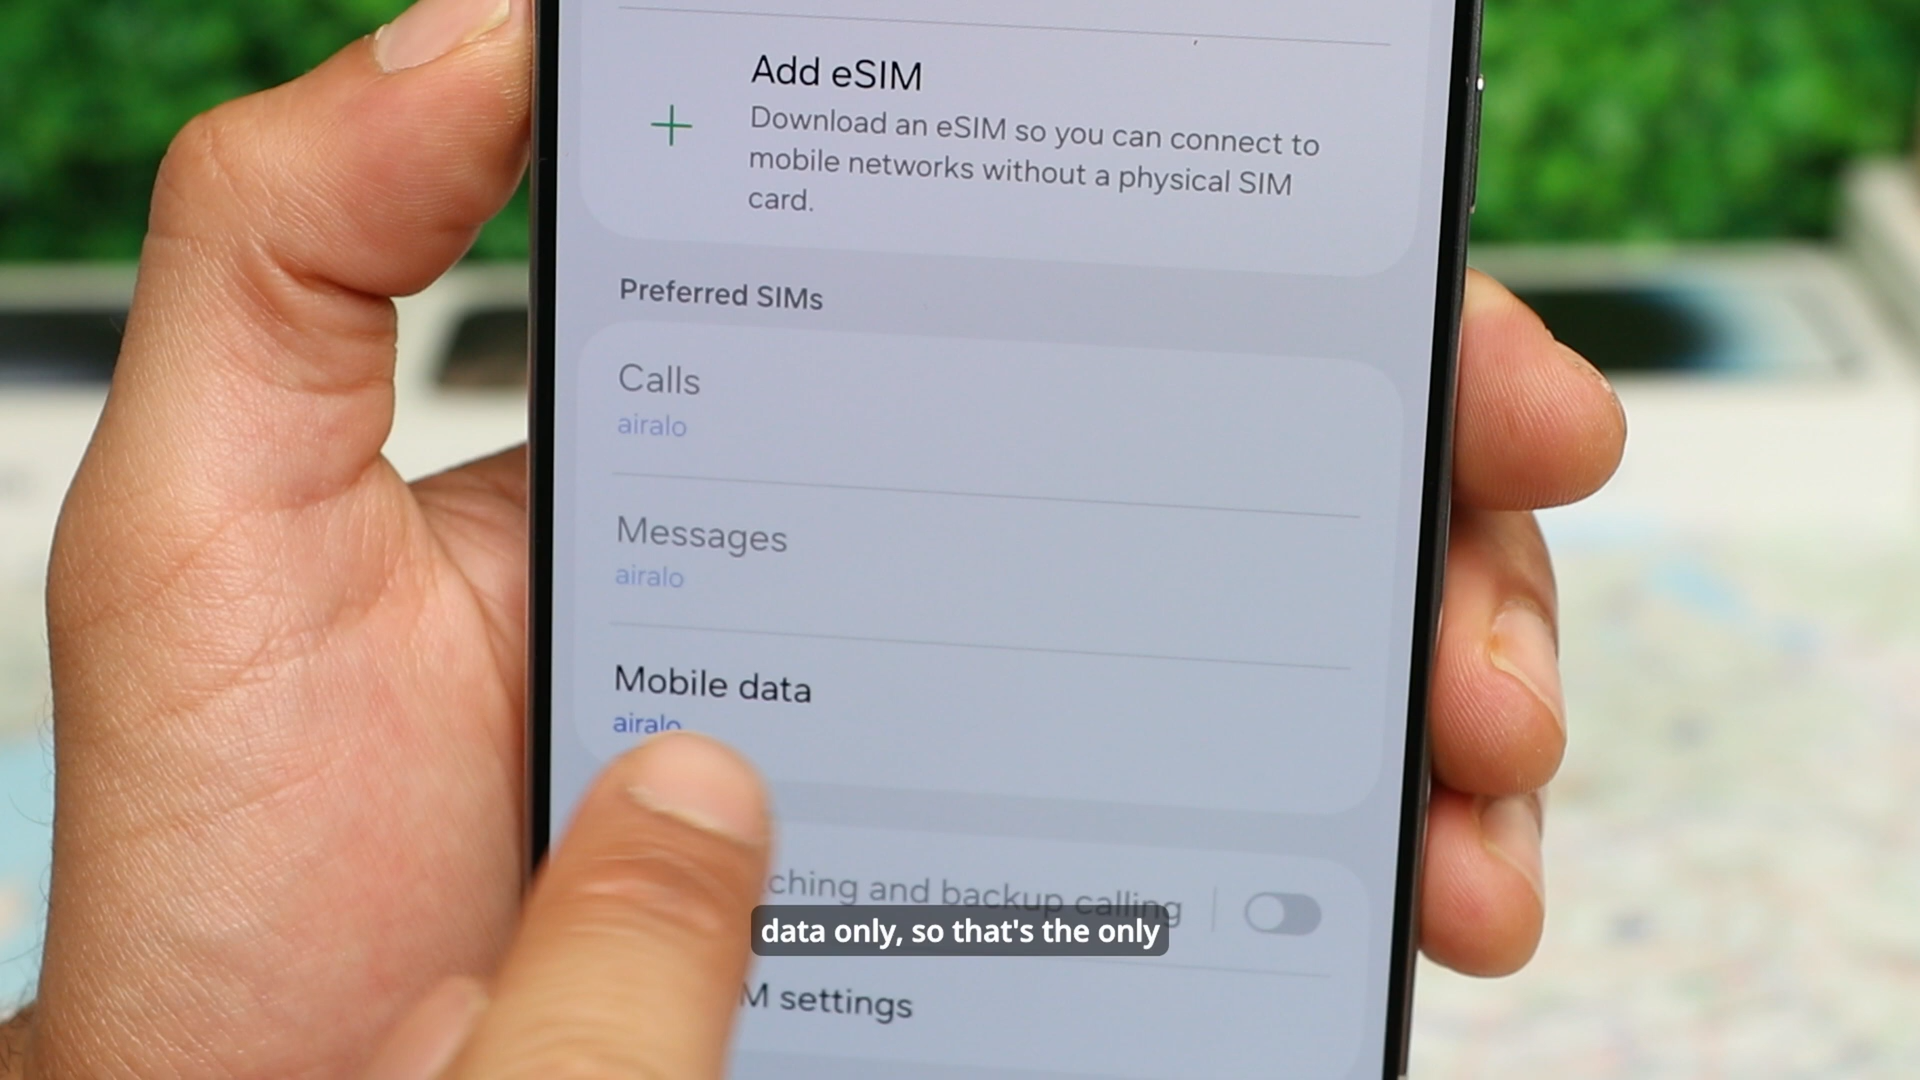 Add eSIM
Download an eSIM so you can connect to
mobile networks without a physical SIM
card.
Preferred SIMs
Calls
airalo
Messages
airalo
Mobile data
airalo
ching and backup calling
data only, so that's the only
M settings